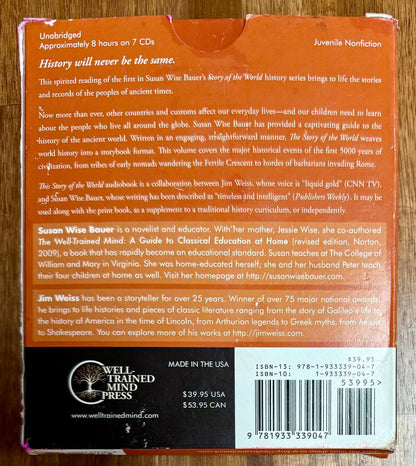 Unabridged
Approximately 8 hours on 7 CDs
Juvenile Nonfiction
History will never be the same.
This spirited reading of the first in Susan Wise Bauer's Story of the World history series brings to life the stories
and records of the peoples of ancient times.
Now more than ever, other countries and customs affect our everyday lives—and our children need to learn
about the people who live all around the globe. Susan Wise Bauer has provided a captivating guide to the
history of the ancient world. Written in an engaging, straightforward manner, The Story of the World weaves
world history into a storybook format. This volume covers the major historical events of the first 5000 years
of civilization, from tribes of early nomads wandering the Fertile Crescent to hordes of barbarians invading Rome.
This Story of the World audiobook is a collaboration between Jim Weiss, whose voice is "liquid gold" (CNN TV),
and Susan Wise Bauer, whose writing has been described as "timeless and intelligent" (Publishers Weekly). It may be
used along with the print book, as a supplement to a traditional history curriculum, or independently.
Susan Wise Bauer is a novelist and educator. With her mother, Jessie Wise, she co-authored
The Well-Trained Mind: A Guide to Classical Education at Home (revised edition, Norton,
2009), a book that has rapidly become an educational standard. Susan teaches at The College of
William and Mary in Virginia. She was home-educated herself; she and her husband Peter teach
their four children at home as well. Visit her homepage at http://susanwisebauer.com.
Jim Weiss has been a storyteller for over 25 years. Winner of over 75 major national awards,
he brings to life histories and pieces of classic literature ranging from the story of Galileo's life to
the history of America in the time of Lincoln, from Arthurian legends to Greek myths, from Aesop
to Shakespeare. You can explore more of his works at http://jimweiss.com.
WELL-
TRAINED
MIND
PRESS
www.welltrainedmind.com
MADE IN THE USA
$39.95 USA
$53.95 CAN
$39.95
ISBN-13: 978-1-933339-04-7
ISBN-10: 1-933339-04-7
53995>
9 781933 339047